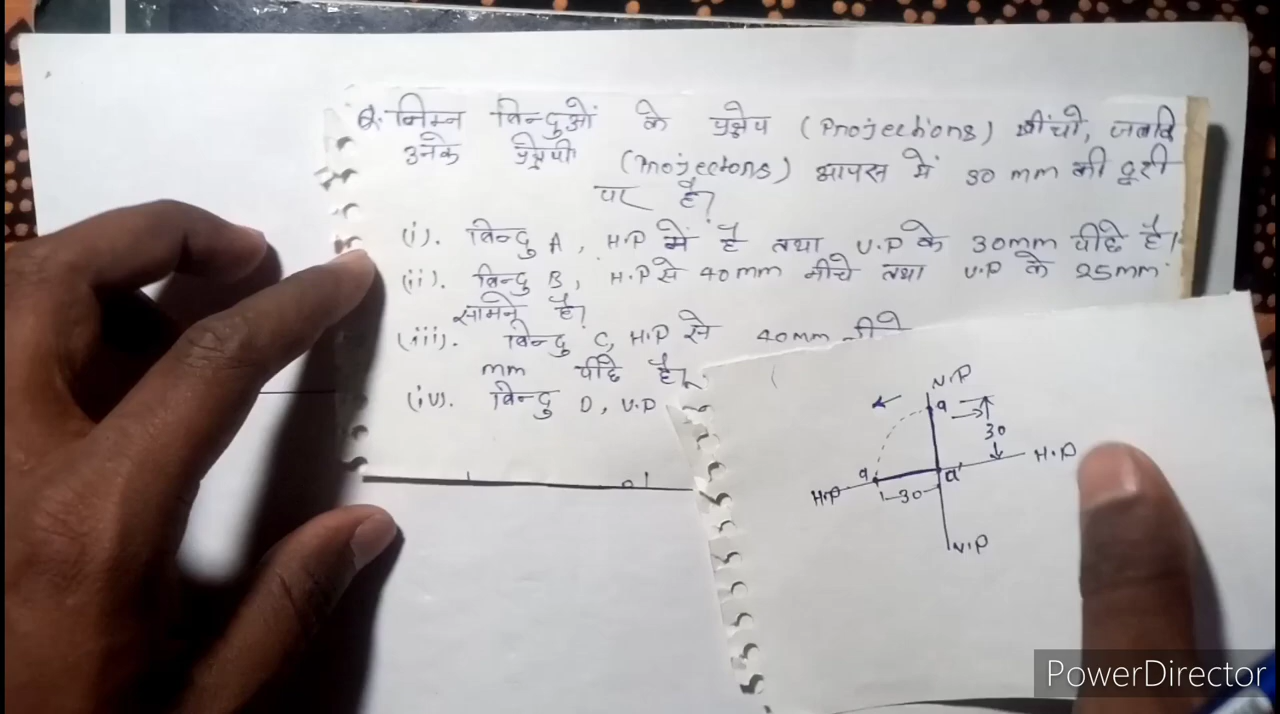 Q. निम्न बिन्दुओं के प्रक्षेप (Projections) खींचो, जबकि
उनके प्रक्षेपी (Projectors) आपस में 30 mm की दूरी
पर है।
(i). बिन्दु A, H.P में है तथा V.P के 30mm पीछे है।
(ii). बिन्दु B, H.P से 40mm नीचे तथा V.P के 25mm
सामने है।
(iii). बिन्दु C, H.P से 40mm नीचे
mm पीछे है।
(iv). बिन्दु D, V.P
V.P
a
30
H.P
a
a'
H.P
30
V.P
PowerDirector